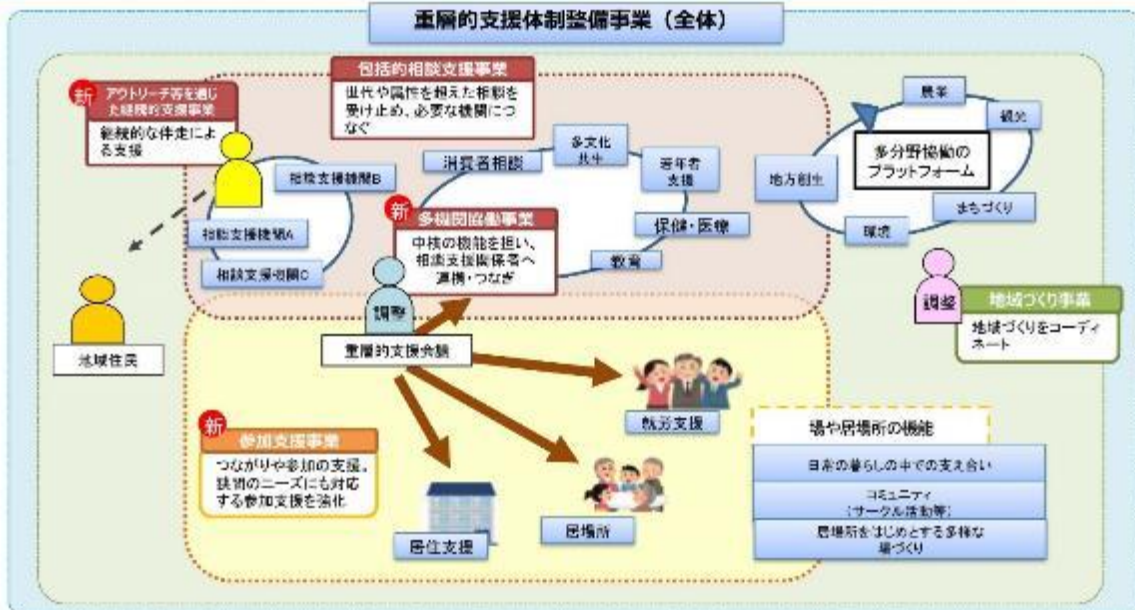 重層的支援体制整備事業（全体）
新
アウトリーチ等を通じ
た継続的支援事業
継続的な伴走によ
る支援
包括的相談支援事業
世代や属性を超えた相談を
受け止め、必要な機関につ
なぐ
相談支援機関B
相談支援機関A
相談支援機関C
消費者相談
多文化
共生
若年者
支援
保健・医療
教育
新
多機関協働事業
中核の機能を担い、
相談支援関係者へ
連携・つなぎ
農業
観光
多分野協働の
プラットフォーム
地方創生
まちづくり
環境
調整
地域づくり事業
地域づくりをコーディ
ネート
地域住民
調整
重層的支援会議
新
参加支援事業
つながりや参加の支援。
狭間のニーズにも対応
する参加支援を強化
就労支援
居住支援
居場所
場や居場所の機能
日常の暮らしの中での支え合い
コミュニティ
（サークル活動等）
居場所をはじめとする多様な
場づくり